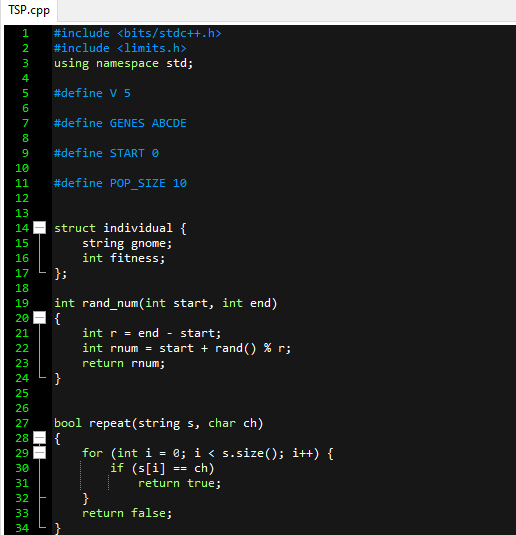 TSP.cpp
1 #include <bits/stdc++.h>
2 #include <limits.h>
3 using namespace std;
4
5 #define V 5
6
7 #define GENES ABCDE
8
9 #define START 0
10
11 #define POP_SIZE 10
12
13
14 struct individual {
15 string gnome;
16 int fitness;
17 };
18
19 int rand_num(int start, int end)
20 {
21 int r = end - start;
22 int rnum = start + rand() % r;
23 return rnum;
24 }
25
26
27 bool repeat(string s, char ch)
28 {
29 for (int i = 0; i < s.size(); i++) {
30 if (s[i] == ch)
31 return true;
32 }
33 return false;
34 }